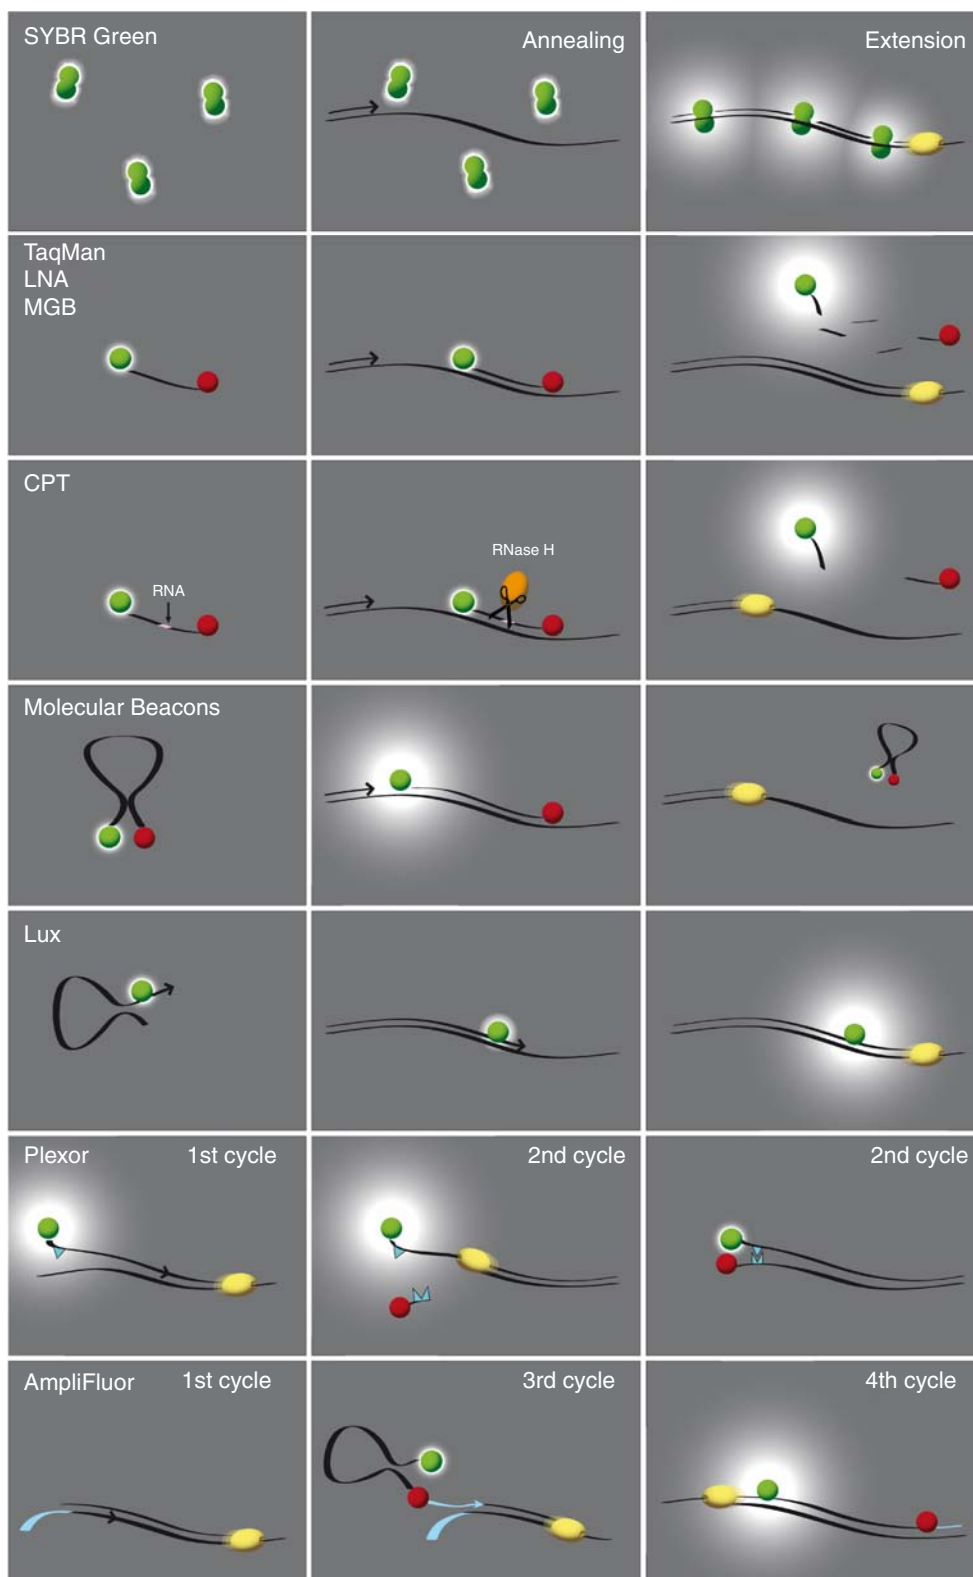 SYBR Green
Annealing
Extension
TaqMan
LNA
MGB
CPT
RNA
RNase H
Molecular Beacons
Lux
Plexor
1st cycle
2nd cycle
2nd cycle
AmpliFluor
1st cycle
3rd cycle
4th cycle